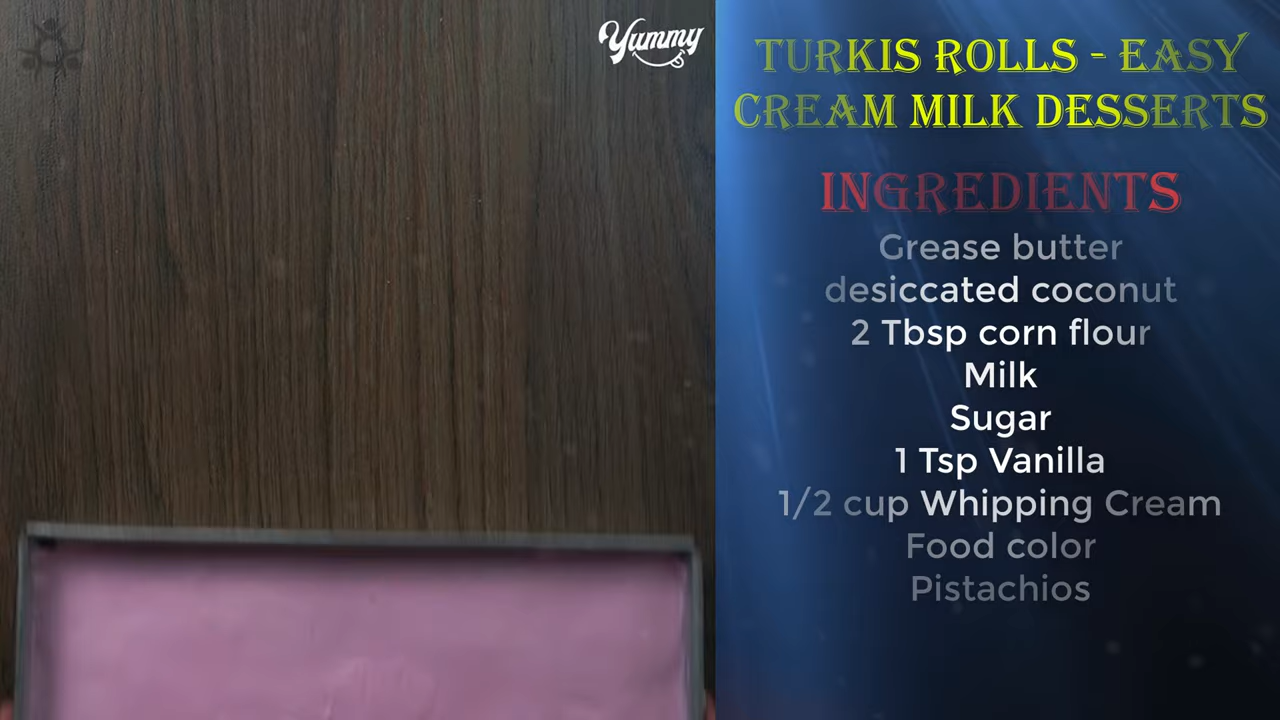 Yummy
TURKIS ROLLS - EASY
CREAM MILK DESSERTS
INGREDIENTS
Grease butter
desiccated coconut
2 Tbsp corn flour
Milk
Sugar
1 Tsp Vanilla
1/2 cup Whipping Cream
Food color
Pistachios